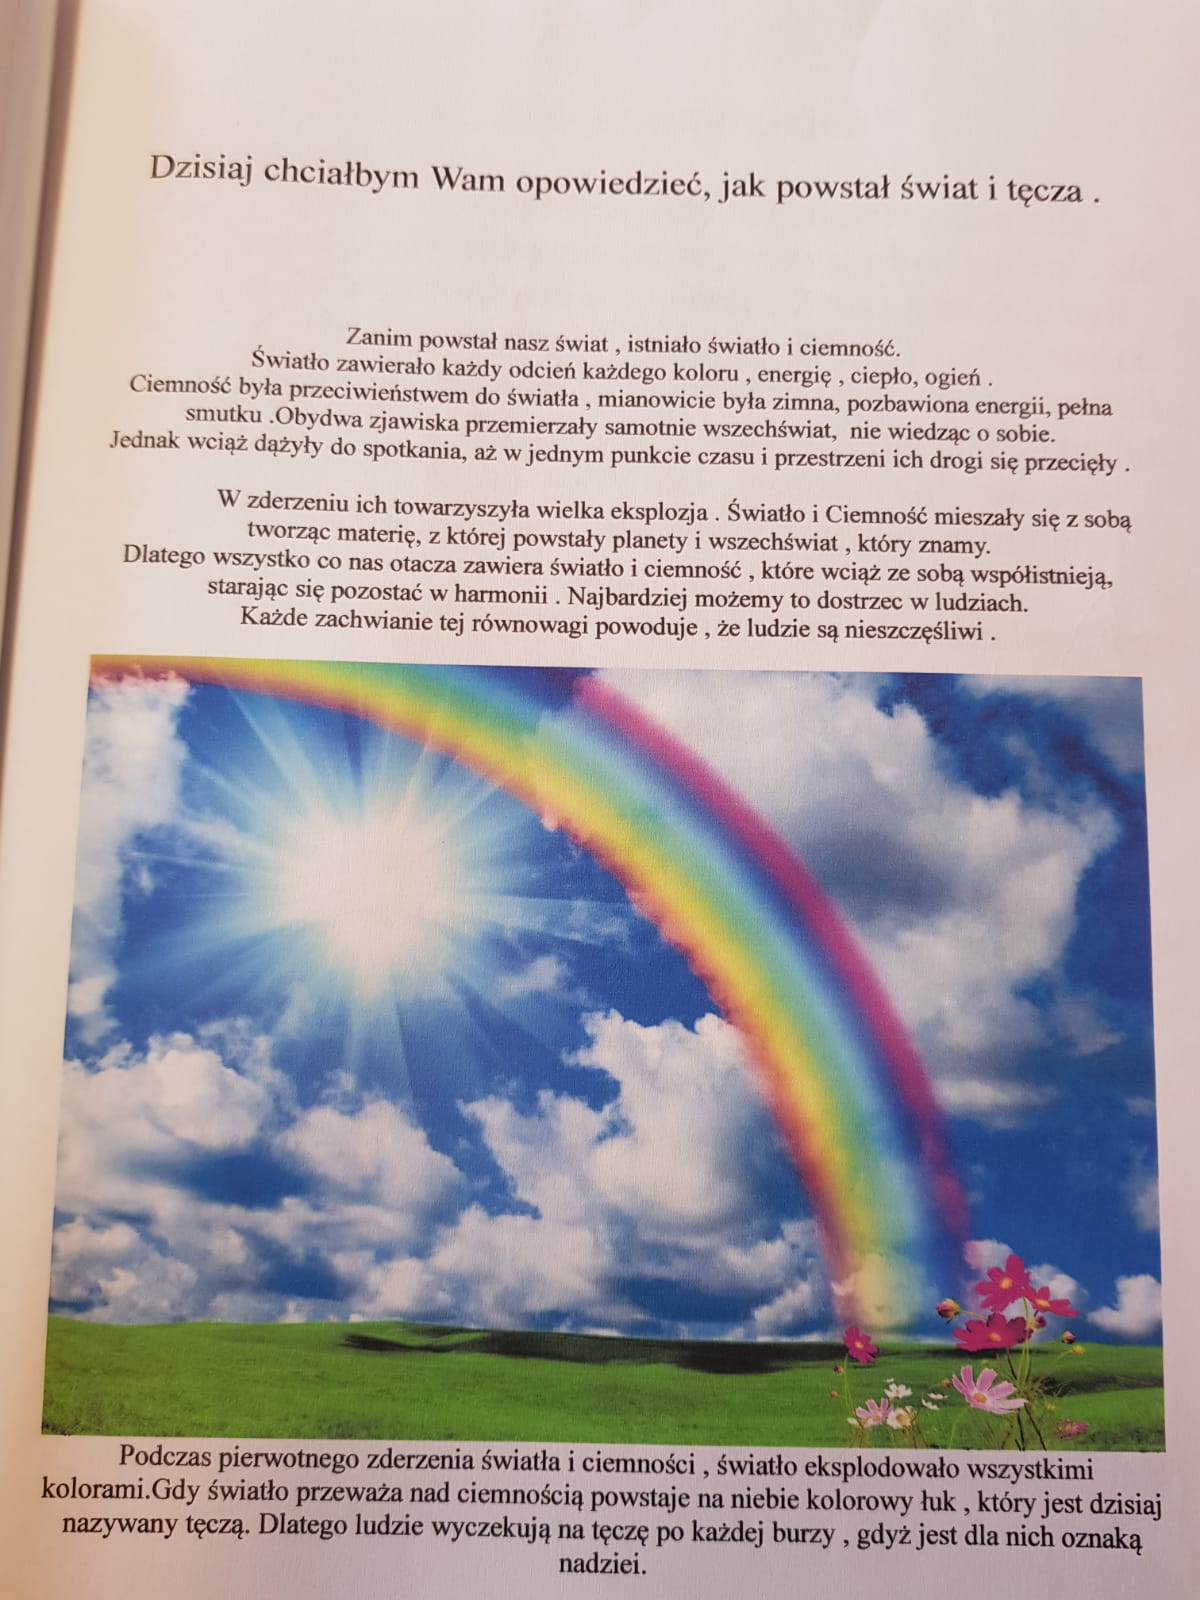 Dzisiaj chciałbym Wam opowiedzieć, jak powstał świat i tęcza .
Zanim powstał nasz świat , istniało światło i ciemność.
Światło zawierało każdy odcień każdego koloru , energię , ciepło, ogień .
Ciemność była przeciwieństwem do światła , mianowicie była zimna, pozbawiona energii, pełna
smutku .Obydwa zjawiska przemierzały samotnie wszechświat, nie wiedząc o sobie.
Jednak wciąż dążyły do spotkania, aż w jednym punkcie czasu i przestrzeni ich drogi się przecięły .
W zderzeniu ich towarzyszyła wielka eksplozja . Światło i Ciemność mieszały się z sobą
tworząc materię, z której powstały planety i wszechświat , który znamy.
Dlatego wszystko co nas otacza zawiera światło i ciemność , które wciąż ze sobą współistnieją,
starając się pozostać w harmonii . Najbardziej możemy to dostrzec w ludziach.
Każde zachwianie tej równowagi powoduje , że ludzie są nieszczęśliwi .
Podczas pierwotnego zderzenia światła i ciemności , światło eksplodowało wszystkimi
kolorami.Gdy światło przeważa nad ciemnością powstaje na niebie kolorowy łuk , który jest dzisiaj
nazywany tęczą. Dlatego ludzie wyczekują na tęczę po każdej burzy , gdyż jest dla nich oznaką
nadziei.